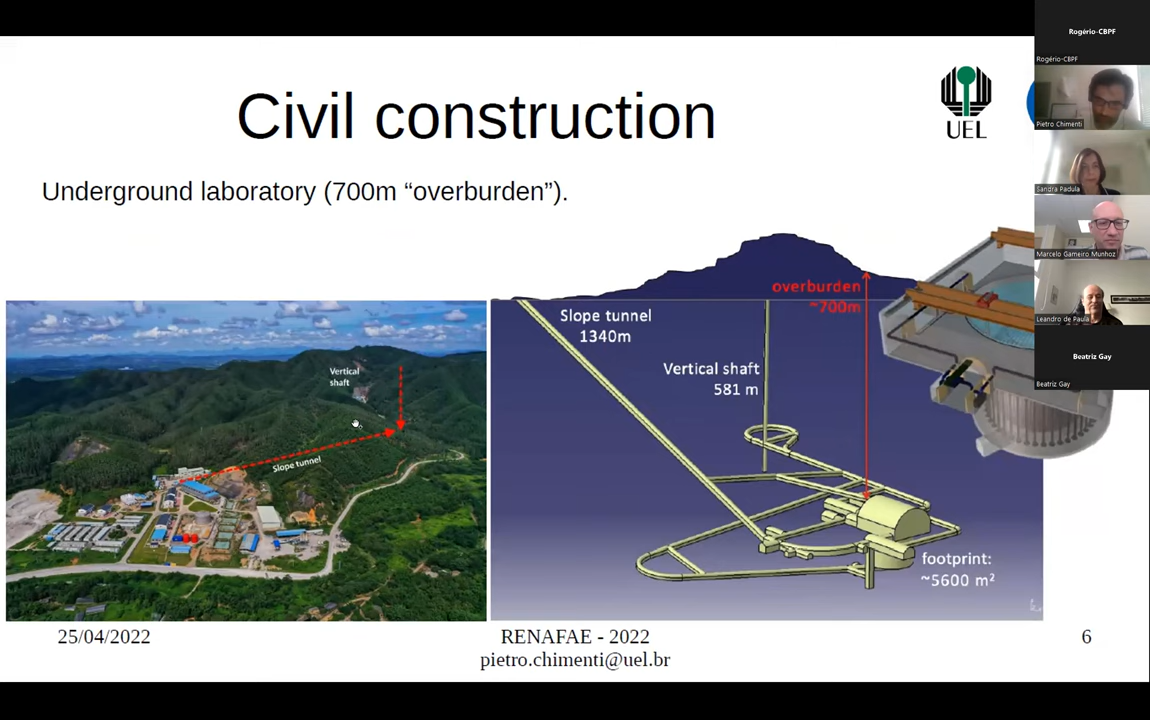 Rogério-CBPF
Rogério-CBPF
Civil construction
UEL
Pietro Chimenti
Underground laboratory (700m “overburden”).
Sandra Padula
Marcelo Gameiro Munhoz
overburden
~700m
Slope tunnel
1340m
Leandro de Paula
Vertical shaft
581 m
Beatriz Gay
Beatriz Gay
Vertical
shaft
Slope tunnel
footprint:
~5600 m²
25/04/2022
RENAFAE - 2022
6
pietro.chimenti@uel.br